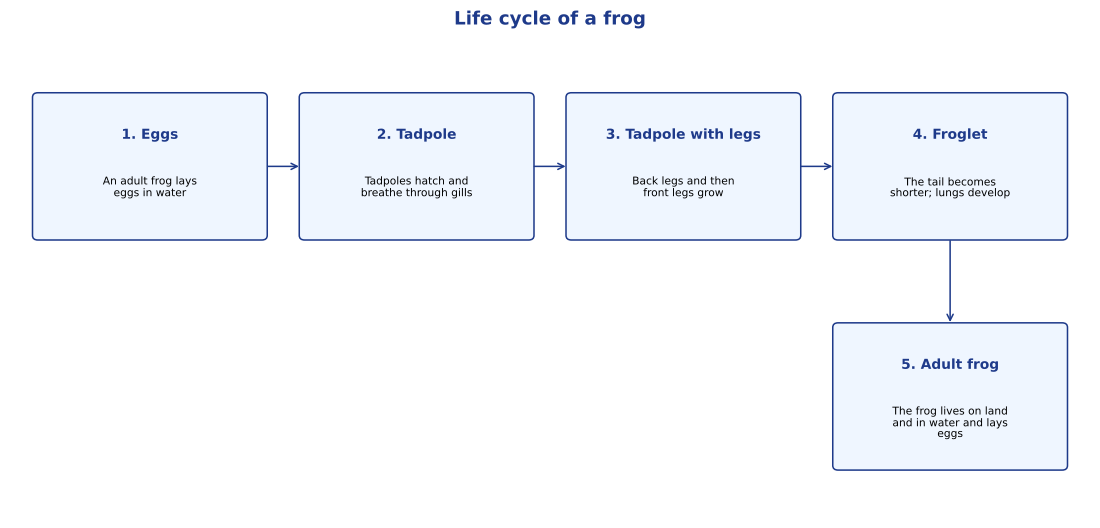 Life cycle of a frog
1. Eggs
An adult frog lays
eggs in water
2. Tadpole
Tadpoles hatch and
breathe through gills
3. Tadpole with legs
Back legs and then
front legs grow
4. Froglet
The tail becomes
shorter; lungs develop
5. Adult frog
The frog lives on land
and in water and lays
eggs